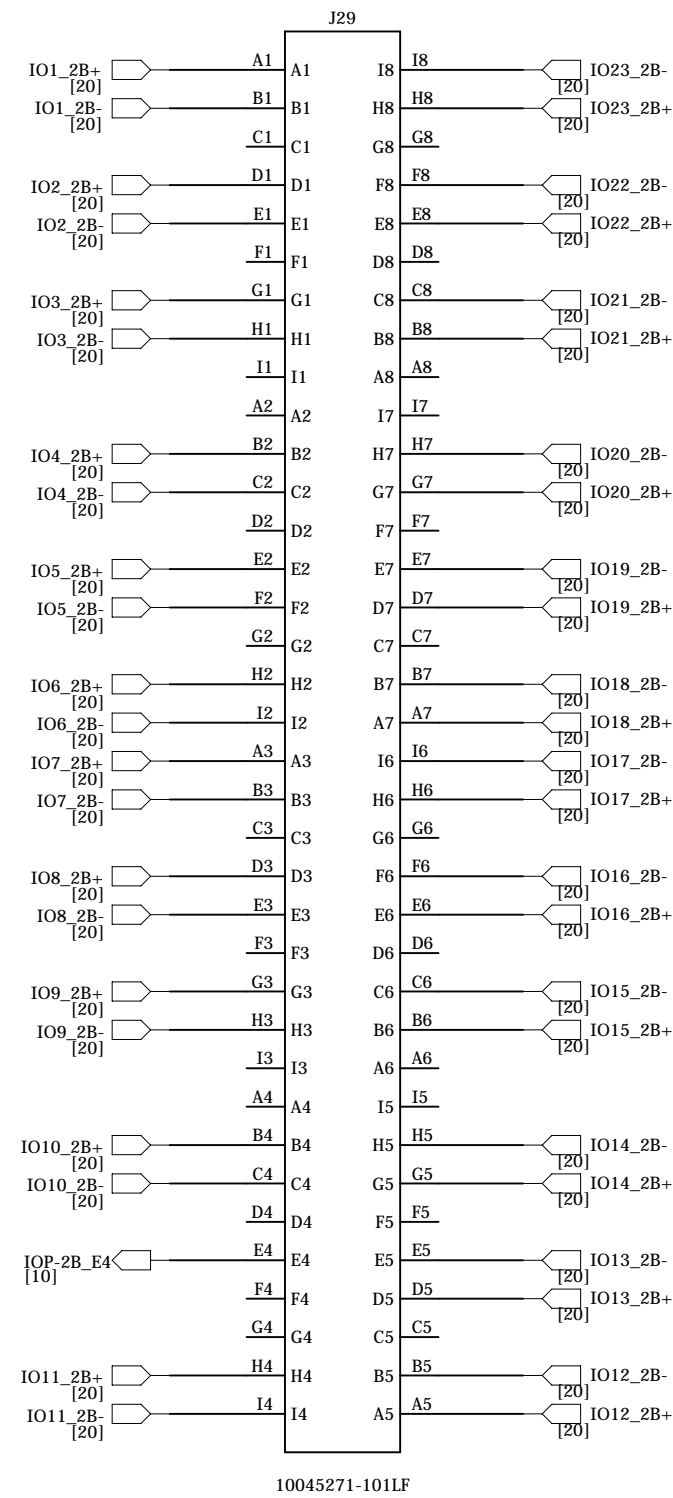 J29
IO1_2B+ [20] A1 A1 I8 I8 IO23_2B- [20]
IO1_2B- [20] B1 B1 H8 H8 IO23_2B+ [20]
C1 C1 G8 G8
IO2_2B+ [20] D1 D1 F8 F8 IO22_2B- [20]
IO2_2B- [20] E1 E1 E8 E8 IO22_2B+ [20]
F1 F1 D8 D8
IO3_2B+ [20] G1 G1 C8 C8 IO21_2B- [20]
IO3_2B- [20] H1 H1 B8 B8 IO21_2B+ [20]
I1 I1 A8 A8
A2 A2 I7 I7
IO4_2B+ [20] B2 B2 H7 H7 IO20_2B- [20]
IO4_2B- [20] C2 C2 G7 G7 IO20_2B+ [20]
D2 D2 F7 F7
IO5_2B+ [20] E2 E2 E7 E7 IO19_2B- [20]
IO5_2B- [20] F2 F2 D7 D7 IO19_2B+ [20]
G2 G2 C7 C7
IO6_2B+ [20] H2 H2 B7 B7 IO18_2B- [20]
IO6_2B- [20] I2 I2 A7 A7 IO18_2B+ [20]
IO7_2B+ [20] A3 A3 I6 I6 IO17_2B- [20]
IO7_2B- [20] B3 B3 H6 H6 IO17_2B+ [20]
C3 C3 G6 G6
IO8_2B+ [20] D3 D3 F6 F6 IO16_2B- [20]
IO8_2B- [20] E3 E3 E6 E6 IO16_2B+ [20]
F3 F3 D6 D6
IO9_2B+ [20] G3 G3 C6 C6 IO15_2B- [20]
IO9_2B- [20] H3 H3 B6 B6 IO15_2B+ [20]
I3 I3 A6 A6
A4 A4 I5 I5
IO10_2B+ [20] B4 B4 H5 H5 IO14_2B- [20]
IO10_2B- [20] C4 C4 G5 G5 IO14_2B+ [20]
D4 D4 F5 F5
IOP-2B_E4 [10] E4 E4 E5 E5 IO13_2B- [20]
F4 F4 D5 D5 IO13_2B+ [20]
G4 G4 C5 C5
IO11_2B+ [20] H4 H4 B5 B5 IO12_2B- [20]
IO11_2B- [20] I4 I4 A5 A5 IO12_2B+ [20]
10045271-101LF